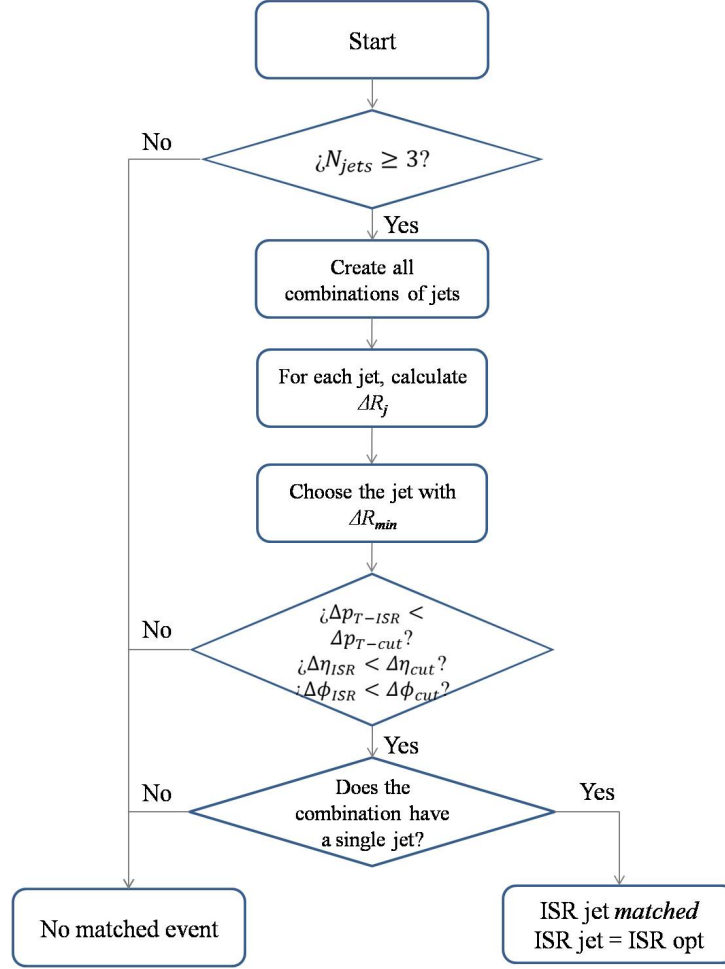 Start
No
¿N_jets ≥ 3?
Yes
Create all
combinations of jets
For each jet, calculate
ΔR_j
Choose the jet with
ΔR_min
No
¿Δp_T−ISR <
Δp_T−cut?
¿Δη_ISR < Δη_cut?
¿Δϕ_ISR < Δϕ_cut?
Yes
No
Does the
combination have
a single jet?
Yes
No matched event
ISR jet matched
ISR jet = ISR opt